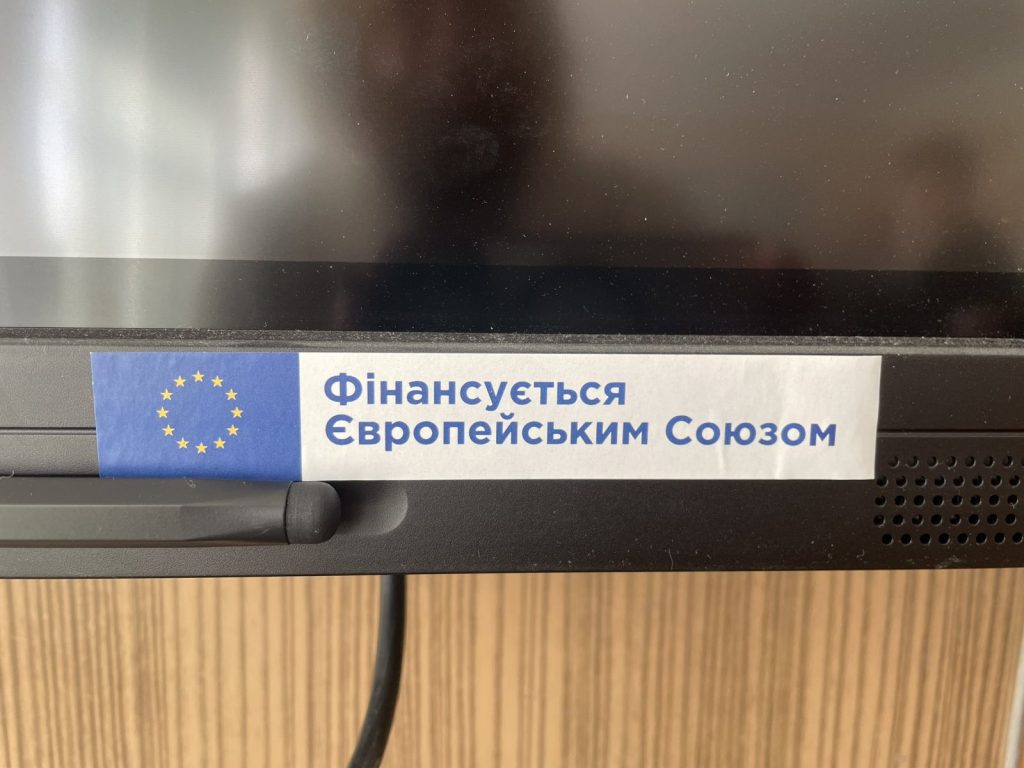 Фінансується
Європейським Союзом